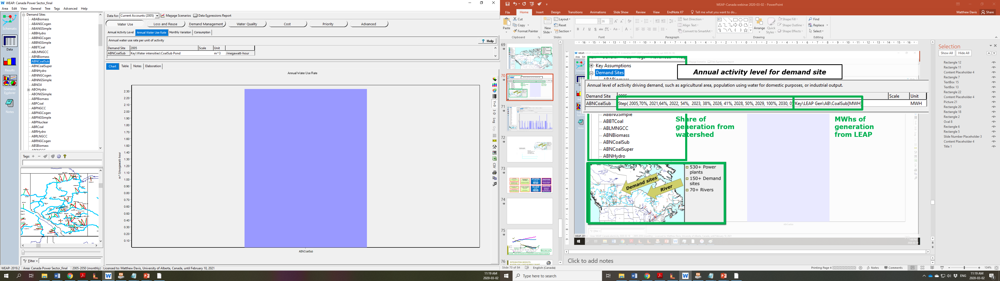 WEAP: Canada Power Sector_final
Area Edit View General Tree Tags Advanced Help
Schematic
Data
Results
Scenario
Explorer
Notes
Demand Sites
ABABiomass
ABANGCogen
ABANGSimple
ABBHydro
ABBNGCogen
ABBNGSimple
ABBTCoal
ABLMNGCC
ABNBiomass
ABNCoalSub
ABNCoalSuper
ABNHydro
ABNNGCogen
ABNNGSimple
ABNOil
ABOHydro
ABONGSimple
ABPBiomass
ABPCoal
ABPNGCC
ABPNGCogen
ABPNGSimple
ABPNuclear
ABRCoal
ABRHydro
ABRLNGCC
ABRNGCogen
ABSBiomass
Tags:
Filter
Data for: Current Accounts (2005) Manage Scenarios Data Expressions Report
Water Use Loss and Reuse Demand Management Water Quality Cost Priority Advanced
Annual Activity Level Annual Water Use Rate Monthly Variation Consumption
Annual water use rate per unit of activity
? Help
Demand Site 2005 Scale Unit
ABNCoalSub Key\Water intensities\CoalSub Pond m^3 /megawatt-hour
Chart Table Notes Elaboration
Annual Water Use Rate
2.30
2.20
2.10
2.00
1.90
1.80
1.70
1.60
1.50
1.40
1.30
1.20
1.10
1.00
0.90
0.80
0.70
0.60
0.50
0.40
0.30
0.20
0.10
m^3/megawatt-hour
ABNCoalSub
Y=0
3-D
Log
Grp
CSV
WEAP: 2019.2 Area: Canada Power Sector_final 2005-2050 (monthly) Licensed to: Matthew Davis, University of Alberta, Canada, until February 10, 2021
11:19 AM
2020-03-02
WEAP-Canada webinar 2020-03-02 - PowerPoint
File Home Insert Design Transitions Animations Slide Show Review View EndNote X7 Tell me what you want to do...
Matthew Davis Share
Paste
Cut
Copy
Format Painter
Clipboard
New
Slide
Layout
Reset
Section
Slides
36
Font
Text Direction
Align Text
Convert to SmartArt
Paragraph
Arrange
Quick
Styles
Shape Fill
Shape Outline
Shape Effects
Drawing
Find
Replace
Select
Editing
69
70
71
72
73
74
75
76
Key Assumptions
Demand Sites
Annual activity level for demand site
Annual level of activity driving demand, such as agricultural area, population using water for domestic purposes, or industrial output.
Demand Site 2005 Scale Unit
ABNCoalSub Step( 2005,70%, 2021,64%, 2022, 54%, 2023, 38%, 2026, 41%, 2028, 50%, 2029, 100%, 2030, 0) Key\LEAP Gen\AB\CoalSub[MWH] MWH
ABBNGSimple
ABBTCoal
ABLMNGCC
ABNBiomass
ABNCoalSub
ABNCoalSuper
ABNHydro
Share of
generation from
watershed
MWhs of
generation
from LEAP
Demand sites
River
530+ Power
plants
150+ Demand
sites
70+ Rivers
Click to add notes
Selection
Show All Hide All
Rectangle 12
Rectangle 11
Content Placeholder 4
Rectangle 7
TextBox 15
TextBox 13
Rectangle 22
Content Placeholder 4
Picture 21
Rectangle 20
Rectangle 18
Rectangle 2
Oval 8
Rectangle 6
Rectangle 5
Slide Number Placeholder 3
Content Placeholder 4
Title 1
Slide 70 of 84 English (Canada)
Printing Page 4 Notes Comments 104%
Type here to search
ENG
11:19 AM
2020-03-02